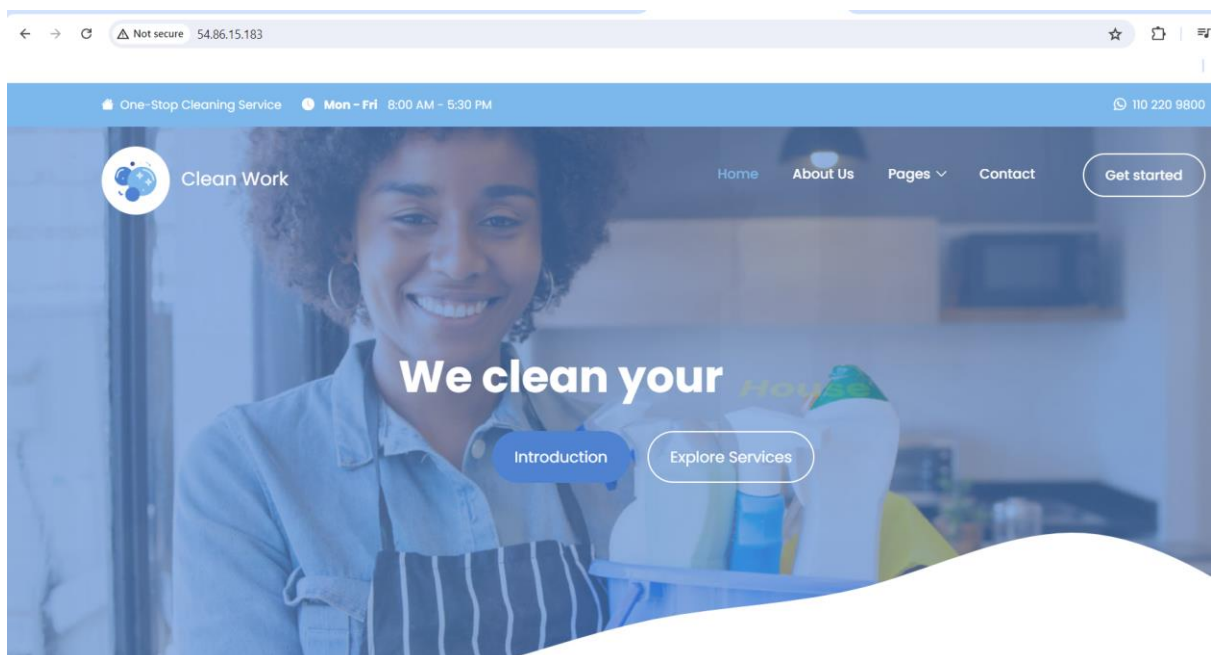 Not secure 54.86.15.183
One-Stop Cleaning Service Mon - Fri 8:00 AM - 5:30 PM 110 220 9800
Clean Work Home About Us Pages Contact Get started
We clean your House
Introduction Explore Services